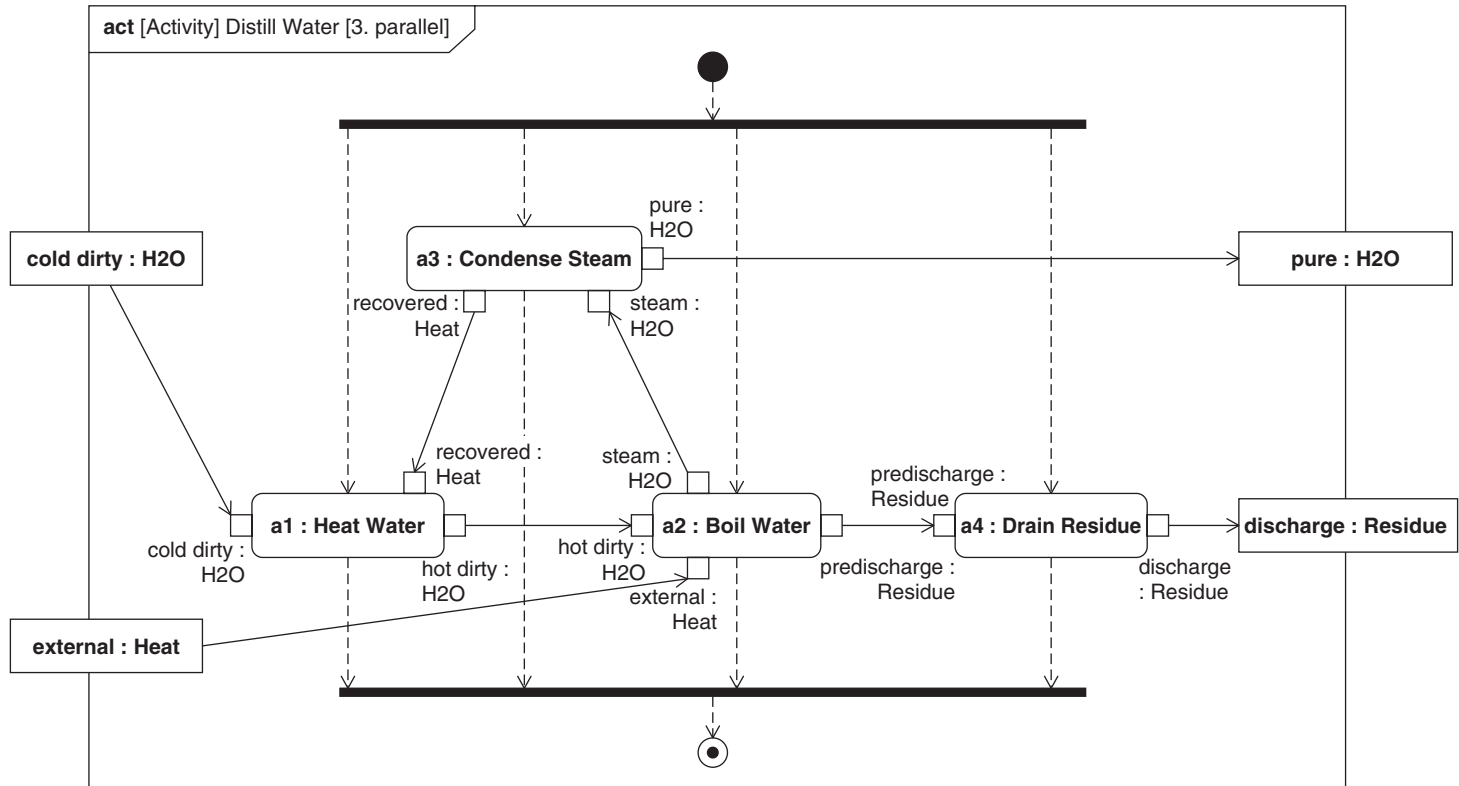 act [Activity] Distill Water [3. parallel]
pure :
H2O
cold dirty : H2O
a3 : Condense Steam
pure : H2O
recovered :
Heat
steam :
H2O
recovered :
Heat
steam :
H2O
predischarge :
Residue
a1 : Heat Water
a2 : Boil Water
a4 : Drain Residue
discharge : Residue
cold dirty :
H2O
hot dirty :
H2O
hot dirty :
H2O
predischarge :
Residue
discharge
: Residue
external :
Heat
external : Heat